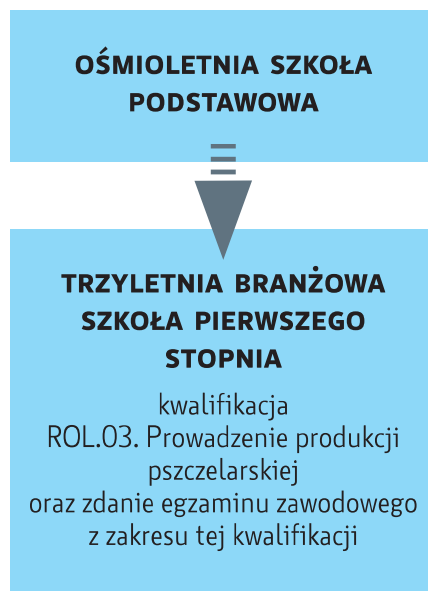 OŚMIOLETNIA SZKOŁA
PODSTAWOWA
TRZYLETNIA BRANŻOWA
SZKOŁA PIERWSZEGO
STOPNIA
kwalifikacja
ROL.03. Prowadzenie produkcji
pszczelarskiej
oraz zdanie egzaminu zawodowego
z zakresu tej kwalifikacji